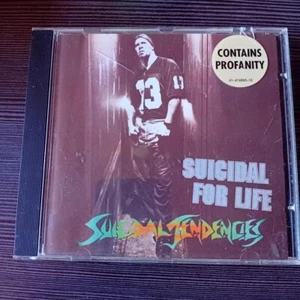 CONTAINS
PROFANITY
13
SUICIDAL
FOR LIFE
SUICIDAL TENDENCIES